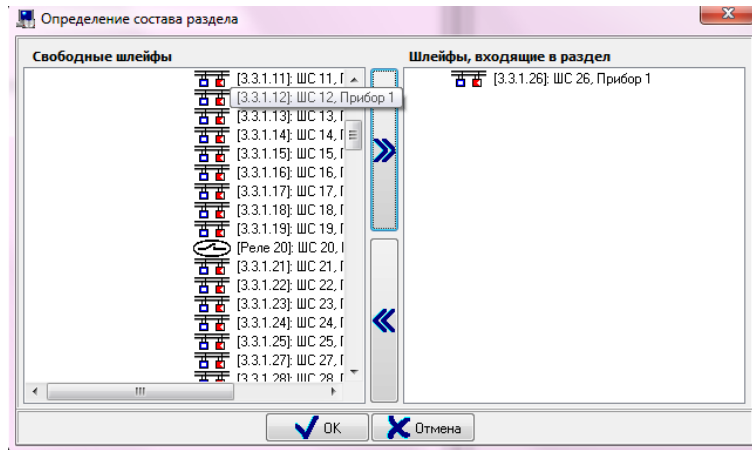 Определение состава раздела
Свободные шлейфы
[3.3.1.11]: ШС 11, П
[3.3.1.12]: ШС 12, Прибор 1
[3.3.1.13]: ШС 13, П
[3.3.1.14]: ШС 14, П
[3.3.1.15]: ШС 15, П
[3.3.1.16]: ШС 16, П
[3.3.1.17]: ШС 17, П
[3.3.1.18]: ШС 18, П
[3.3.1.19]: ШС 19, П
[Реле 20]: ШС 20,
[3.3.1.21]: ШС 21, П
[3.3.1.22]: ШС 22, П
[3.3.1.23]: ШС 23, П
[3.3.1.24]: ШС 24, П
[3.3.1.25]: ШС 25, П
[3.3.1.27]: ШС 27, П
[3.3.1.28]: ШС 28, П
Шлейфы, входящие в раздел
[3.3.1.26]: ШС 26, Прибор 1
OK
Отмена